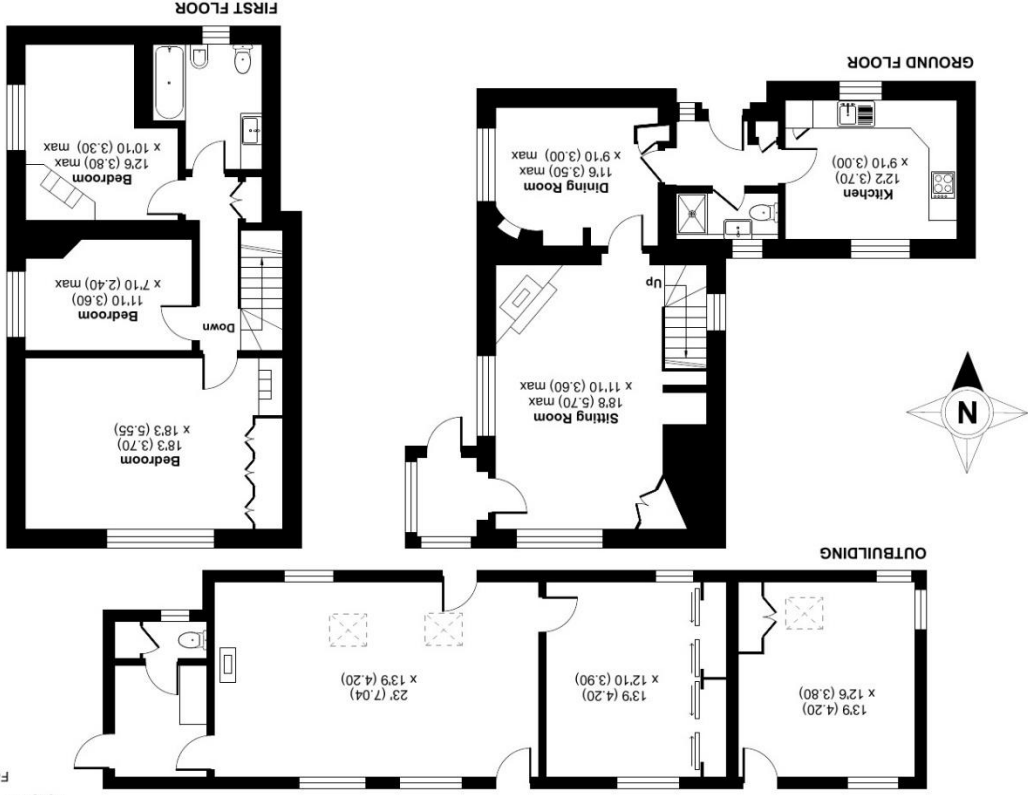 13'9 (4.20)
x 12'6 (3.80)
13'9 (4.20)
x 12'10 (3.90)
23' (7.04)
x 13'9 (4.20)
OUTBUILDING
N
Sitting Room
18'8 (5.70) max
x 11'10 (3.60) max
Up
Kitchen
12'2 (3.70)
x 9'10 (3.00)
Dining Room
11'6 (3.50) max
x 9'10 (3.00) max
GROUND FLOOR
Bedroom
18'3 (3.70)
x 18'3 (5.55)
Down
Bedroom
11'10 (3.60)
x 7'10 (2.40) max
Bedroom
12'6 (3.80) max
x 10'10 (3.30)
FIRST FLOOR